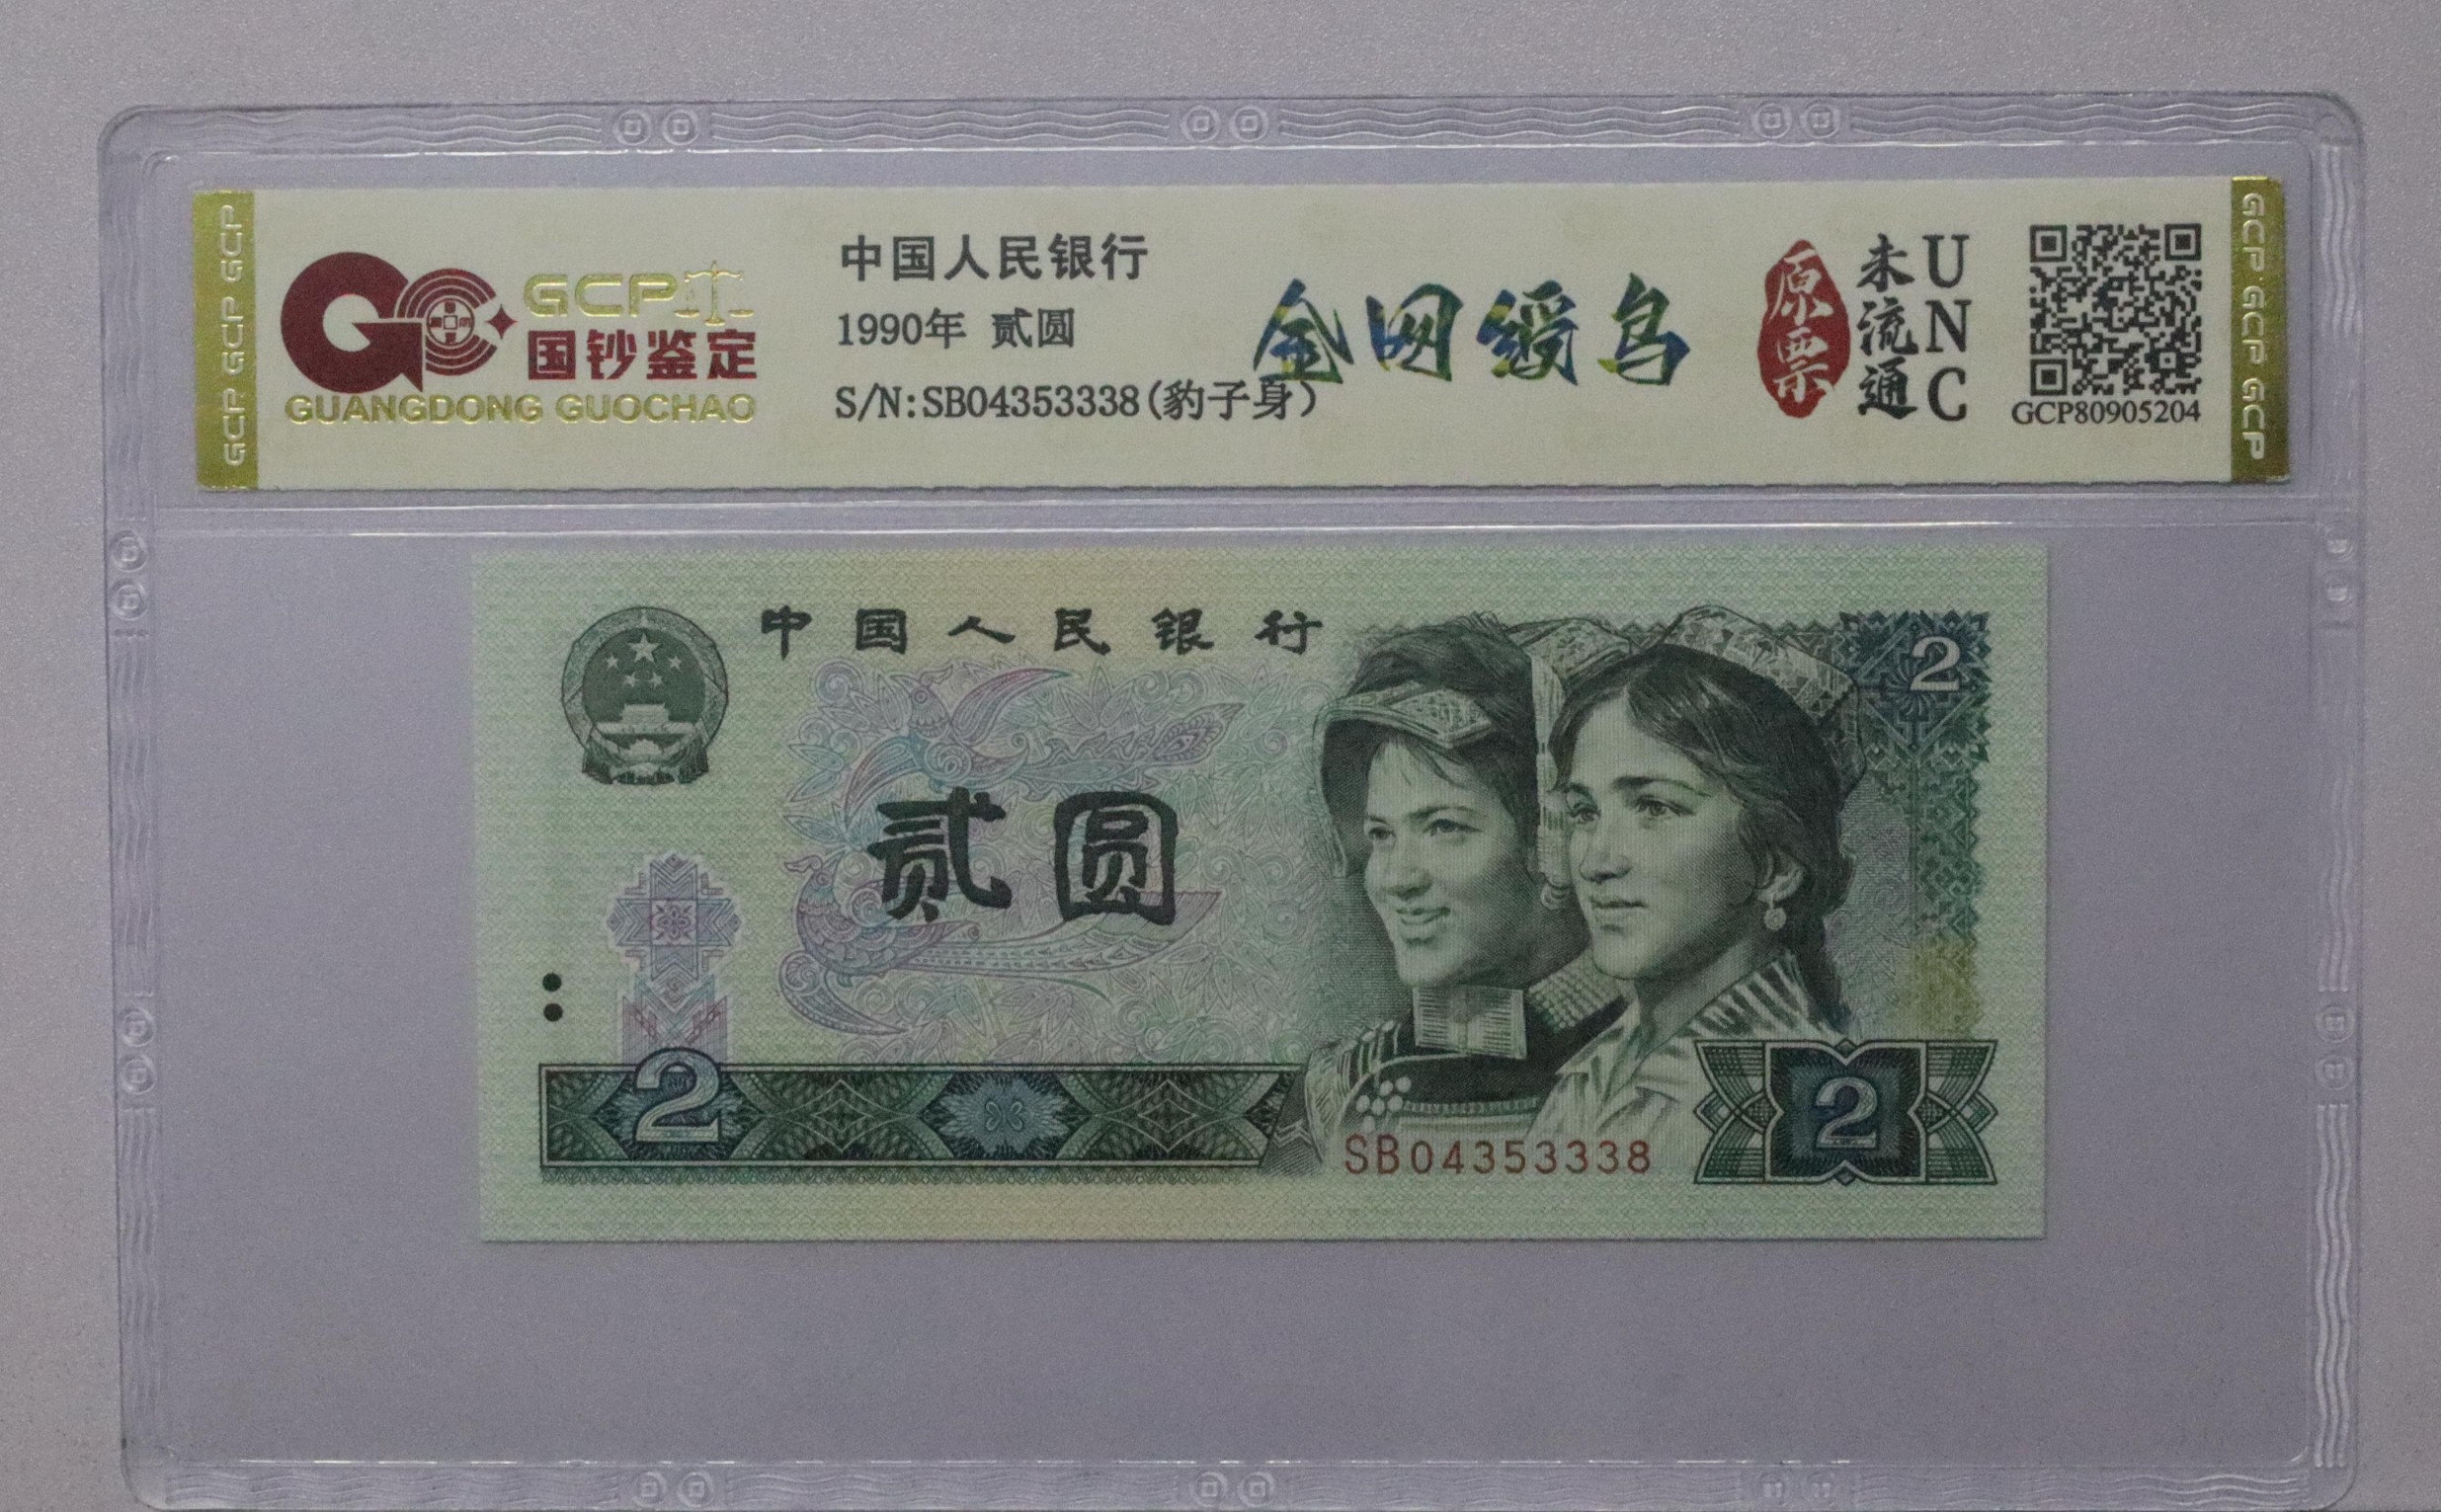 GCP GCP GCP
GCP
国钞鉴定
GUANGDONG GUOCHAO
中国人民银行
1990年 贰圆
S/N:SB04353338(豹子身)
金网绶鸟
原票
未流通
UNC
GCP80905204
GCP GCP GCP
中国人民银行
2
贰圆
2
SB04353338
2